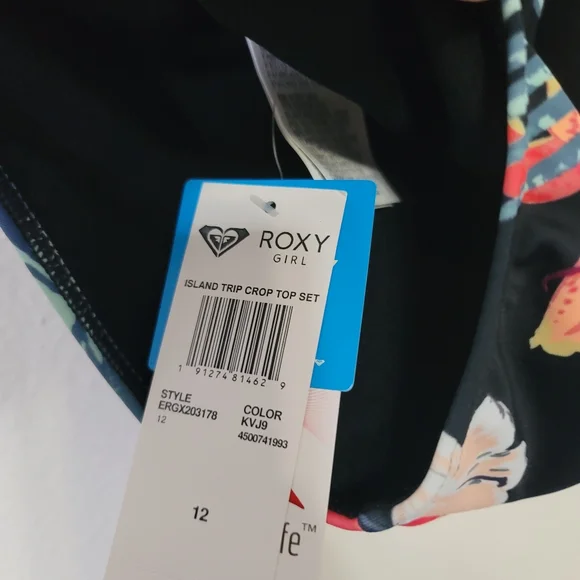 ROXY
GIRL
ISLAND TRIP CROP TOP SET
1 91274 81462 9
STYLE
ERGX203178
12
COLOR
KVJ9
4500741993
12
fe™